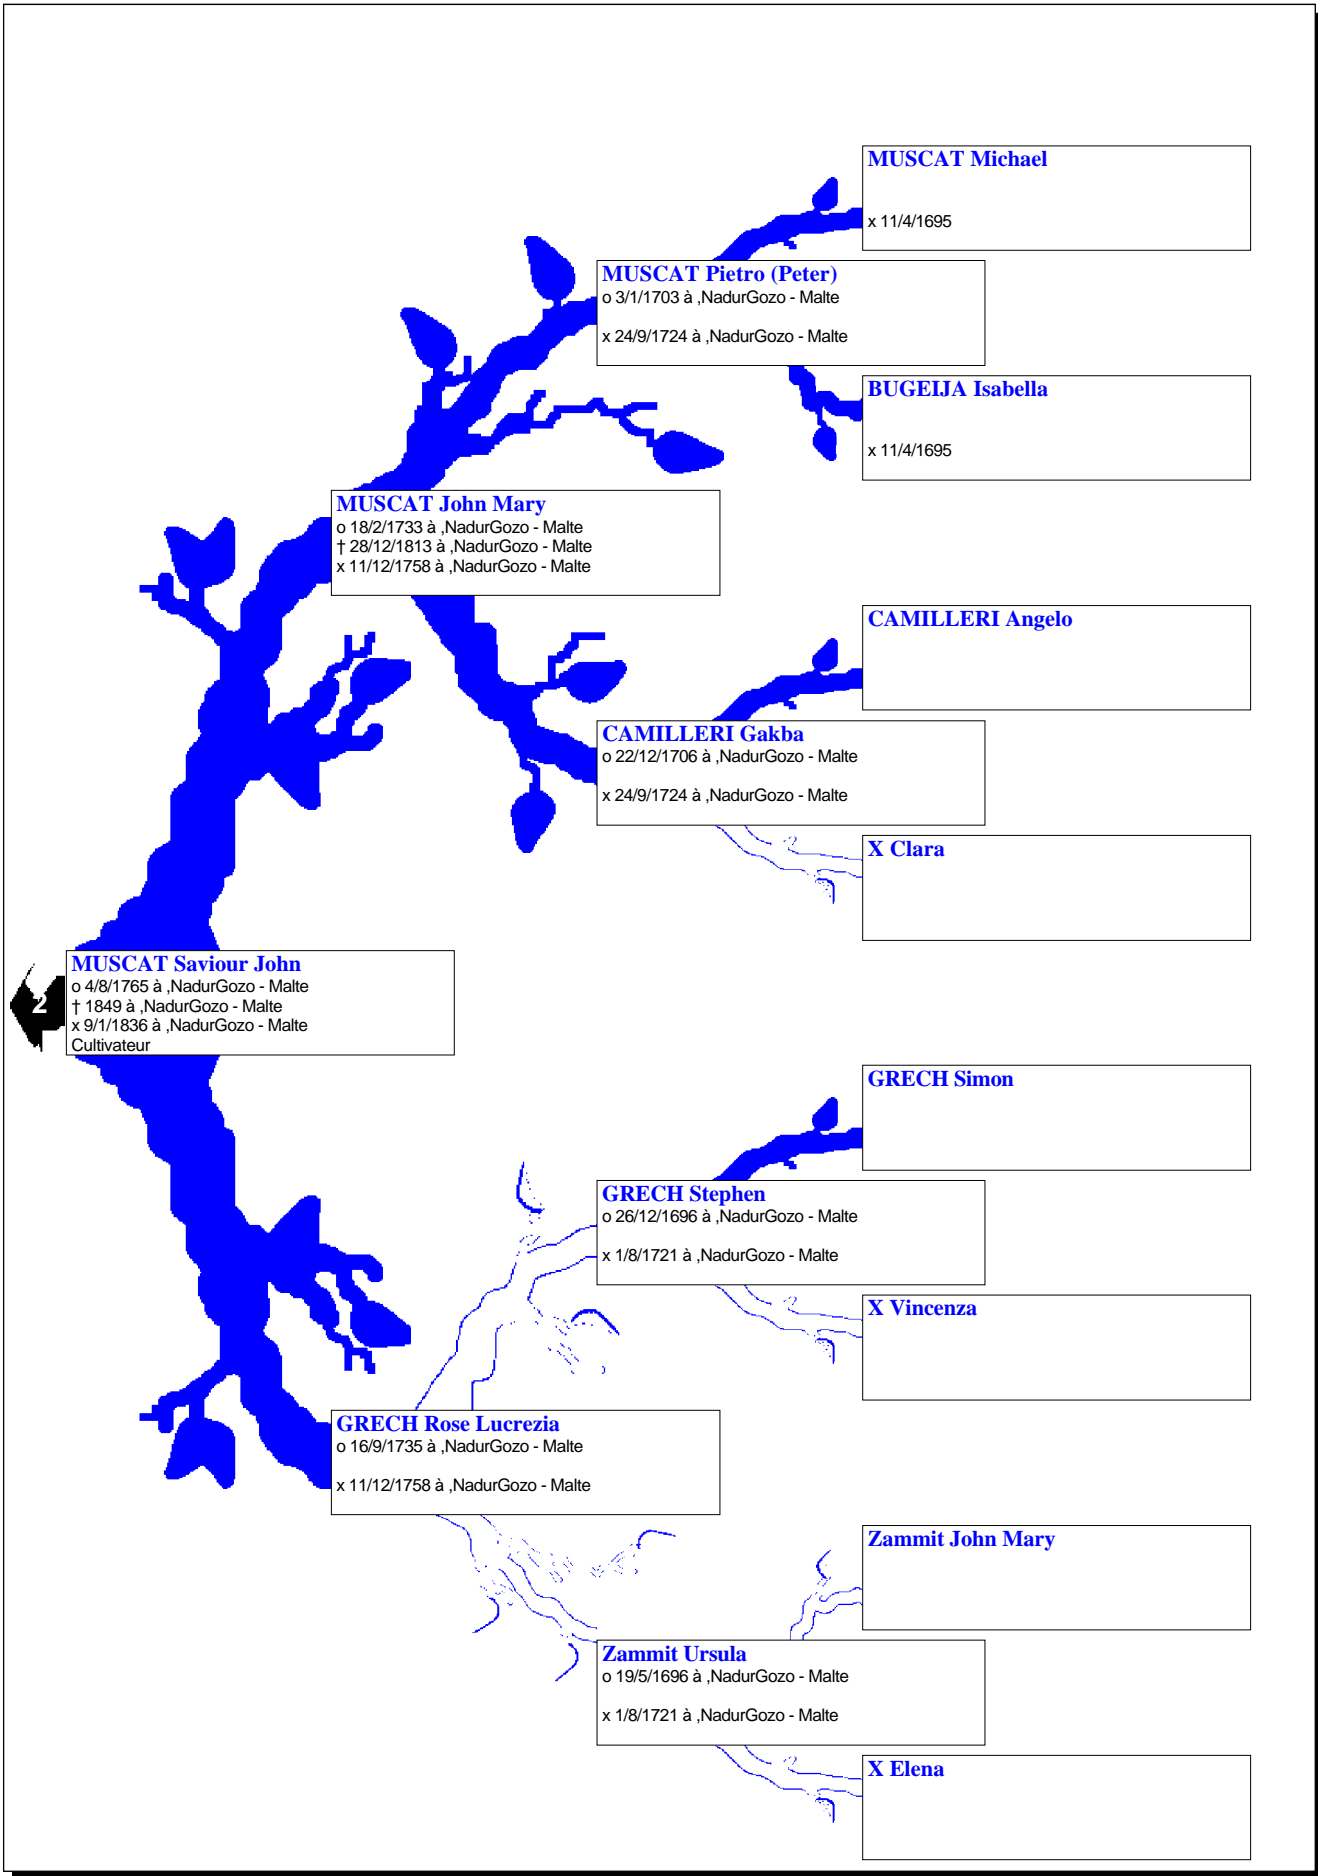 MUSCAT Michael
x 11/4/1695
MUSCAT Pietro (Peter)
o 3/1/1703 à ,NadurGozo - Malte
x 24/9/1724 à ,NadurGozo - Malte
BUGEIJA Isabella
x 11/4/1695
MUSCAT John Mary
o 18/2/1733 à ,NadurGozo - Malte
† 28/12/1813 à ,NadurGozo - Malte
x 11/12/1758 à ,NadurGozo - Malte
CAMILLERI Angelo
CAMILLERI Gakba
o 22/12/1706 à ,NadurGozo - Malte
x 24/9/1724 à ,NadurGozo - Malte
X Clara
2
MUSCAT Saviour John
o 4/8/1765 à ,NadurGozo - Malte
† 1849 à ,NadurGozo - Malte
x 9/1/1836 à ,NadurGozo - Malte
Cultivateur
GRECH Simon
GRECH Stephen
o 26/12/1696 à ,NadurGozo - Malte
x 1/8/1721 à ,NadurGozo - Malte
X Vincenza
GRECH Rose Lucrezia
o 16/9/1735 à ,NadurGozo - Malte
x 11/12/1758 à ,NadurGozo - Malte
Zammit John Mary
Zammit Ursula
o 19/5/1696 à ,NadurGozo - Malte
x 1/8/1721 à ,NadurGozo - Malte
X Elena